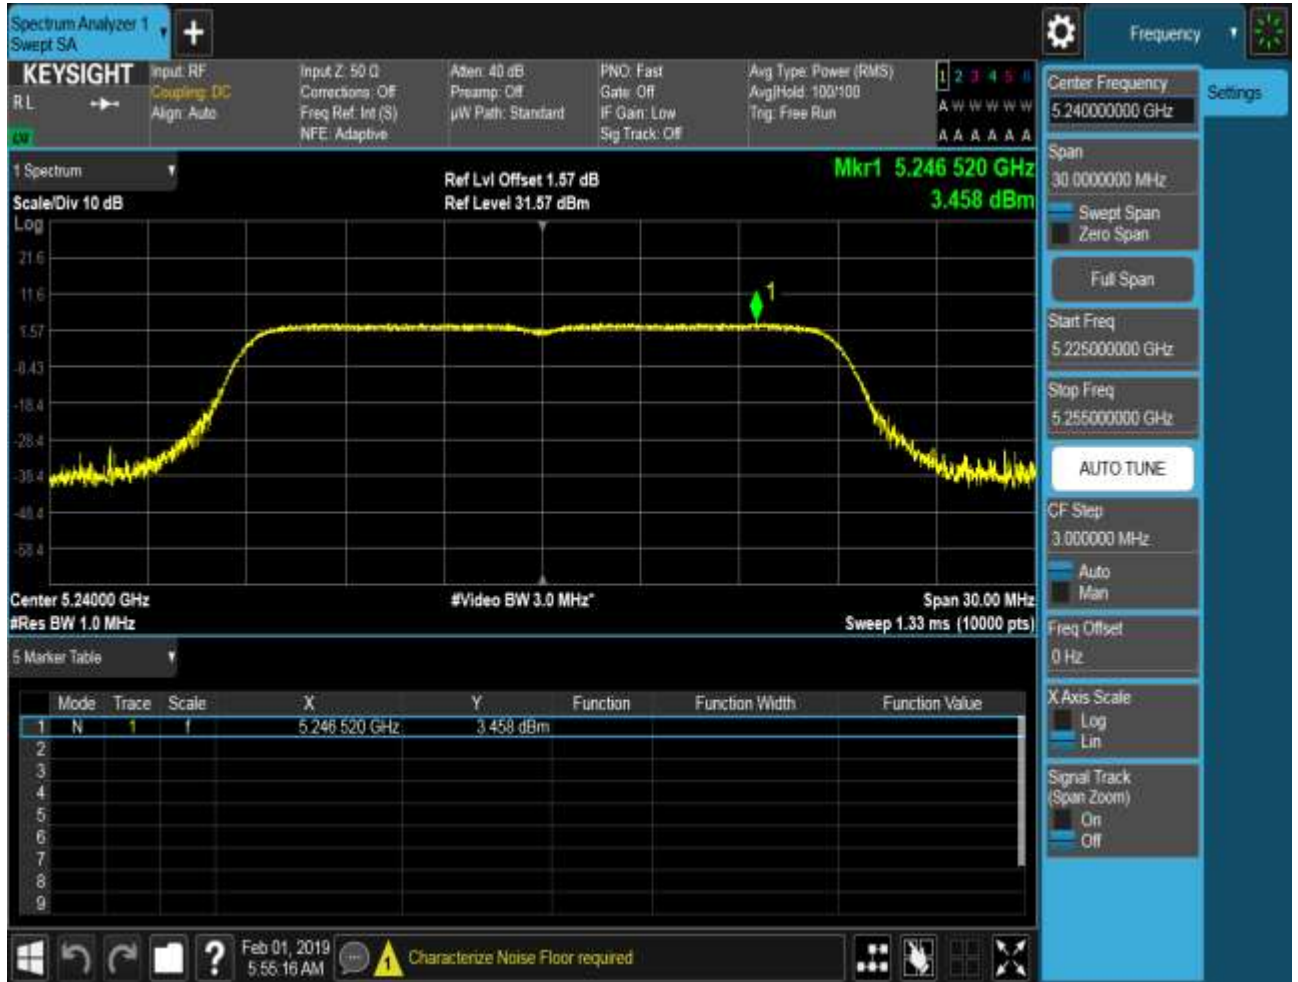 Spectrum Analyzer 1
Swept SA
Frequency
KEYSIGHT
R L
Input: RF
Coupling: DC
Align: Auto
Input Z: 50 Ω
Corrections: Off
Freq Ref: Int (S)
NFE: Adaptive
Atten: 40 dB
Preamp: Off
µW Path: Standard
PNO: Fast
Gate: Off
IF Gain: Low
Sig Track: Off
Avg Type: Power (RMS)
Avg|Hold: 100/100
Trig: Free Run
1 2 3 4 5 6
A W W W W W
A A A A A A
1 Spectrum
Scale/Div 10 dB
Ref Lvl Offset 1.57 dB
Ref Level 31.57 dBm
Mkr1 5.246 520 GHz
3.458 dBm
Log
21.6
11.6
1.57
-8.43
-18.4
-28.4
-38.4
-48.4
-58.4
1
Center 5.24000 GHz
#Res BW 1.0 MHz
#Video BW 3.0 MHz*
Span 30.00 MHz
Sweep 1.33 ms (10000 pts)
5 Marker Table
Mode Trace Scale X Y Function Function Width Function Value
1 N 1 f 5.246 520 GHz 3.458 dBm
2
3
4
5
6
7
8
9
Center Frequency
5.240000000 GHz
Settings
Span
30.0000000 MHz
Swept Span
Zero Span
Full Span
Start Freq
5.225000000 GHz
Stop Freq
5.255000000 GHz
AUTO TUNE
CF Step
3.000000 MHz
Auto
Man
Freq Offset
0 Hz
X Axis Scale
Log
Lin
Signal Track
(Span Zoom)
On
Off
?
Feb 01, 2019
5:55:16 AM
1
Characterize Noise Floor required